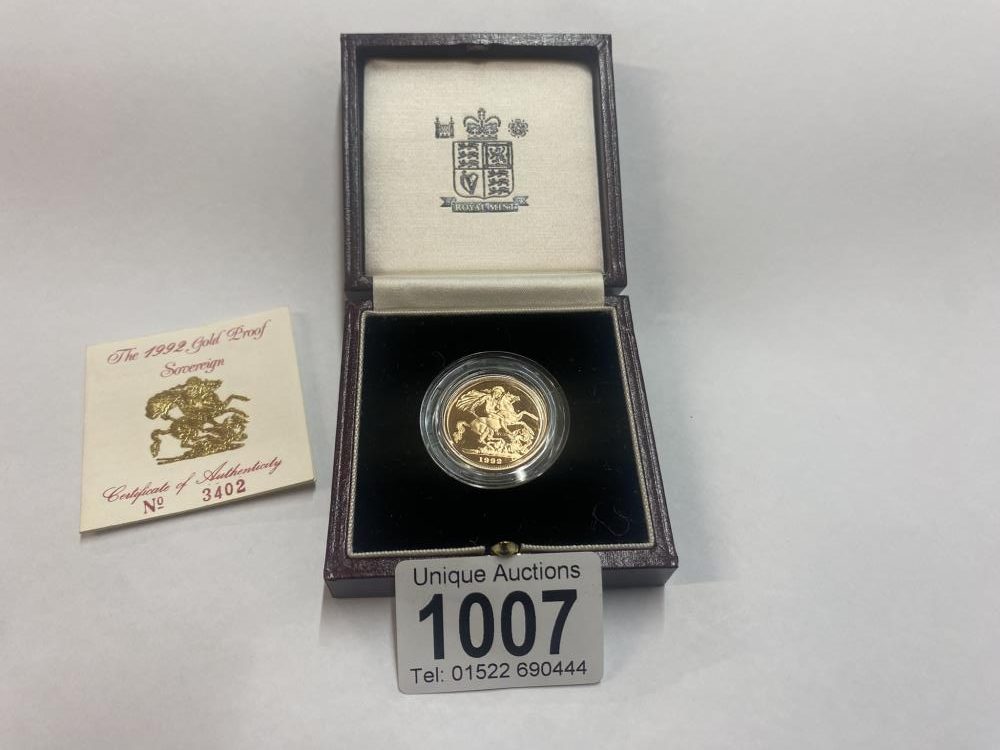 ROYAL MINT
The 1992 Gold Proof
Sovereign
Certificate of Authenticity
Nº 3402
1992
Unique Auctions
1007
Tel: 01522 690444